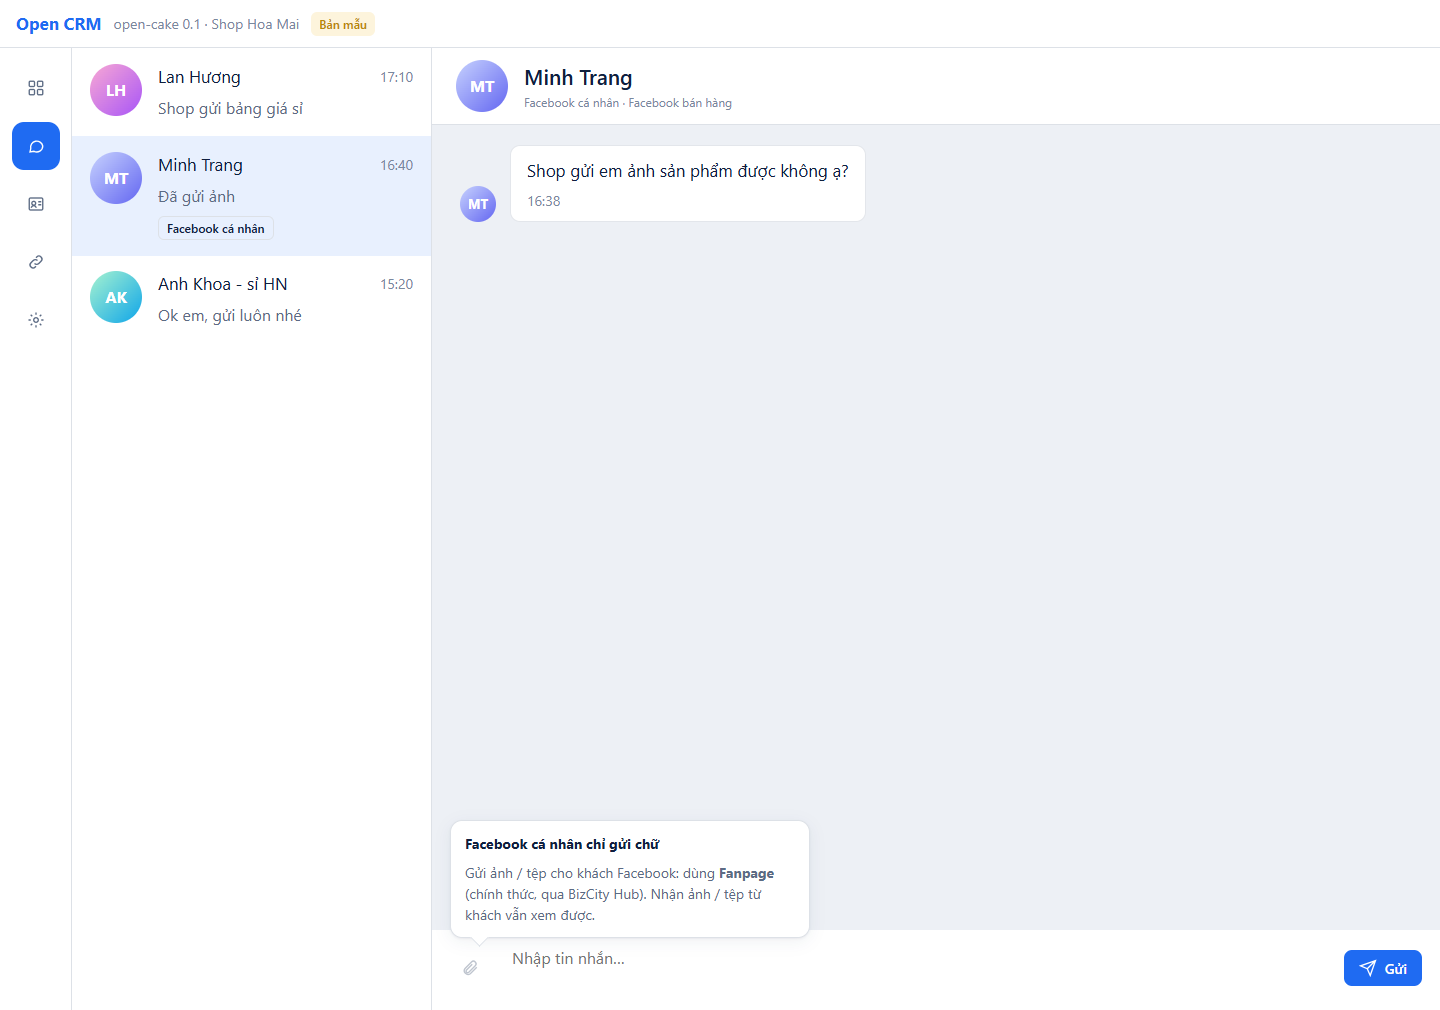 Open CRM open-cake 0.1 · Shop Hoa Mai Bản mẫu
LH
Lan Hương 17:10
Shop gửi bảng giá sỉ
MT
Minh Trang 16:40
Đã gửi ảnh
Facebook cá nhân
AK
Anh Khoa - sỉ HN 15:20
Ok em, gửi luôn nhé
MT
Minh Trang
Facebook cá nhân · Facebook bán hàng
MT
Shop gửi em ảnh sản phẩm được không ạ?
16:38
Facebook cá nhân chỉ gửi chữ
Gửi ảnh / tệp cho khách Facebook: dùng Fanpage
(chính thức, qua BizCity Hub). Nhận ảnh / tệp từ
khách vẫn xem được.
Nhập tin nhắn...
Gửi